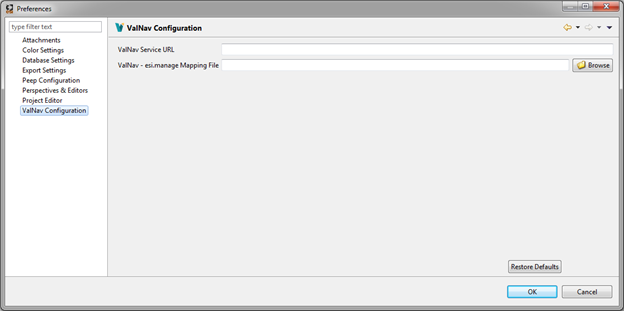 Preferences
type filter text
Attachments
Color Settings
Database Settings
Export Settings
Peep Configuration
Perspectives & Editors
Project Editor
ValNav Configuration
ValNav Configuration
ValNav Service URL
ValNav - esi.manage Mapping File
Browse
Restore Defaults
OK
Cancel